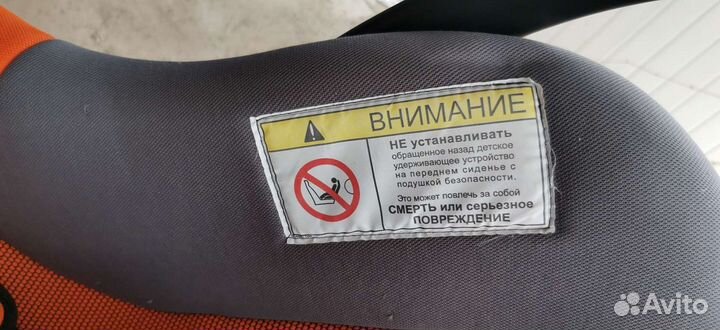 ВНИМАНИЕ
НЕ устанавливать
обращенное назад детское
удерживающее устройство
на переднем сиденье с
подушкой безопасности.
Это может повлечь за собой
СМЕРТЬ или серьезное
ПОВРЕЖДЕНИЕ
Avito